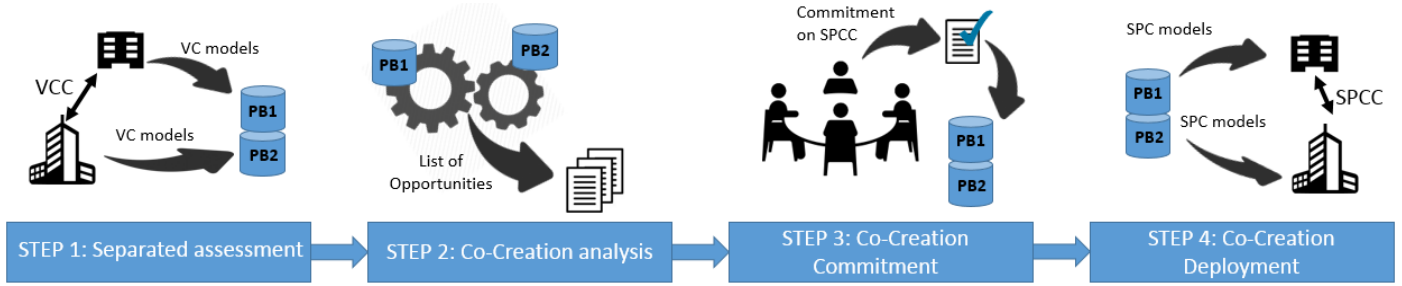 VC models
VCC
PB1
PB2
VC models
STEP 1: Separated assessment
PB1
PB2
List of
Opportunities
STEP 2: Co-Creation analysis
Commitment
on SPCC
PB1
PB2
STEP 3: Co-Creation
Commitment
SPC models
PB1
PB2
SPCC
SPC models
STEP 4: Co-Creation
Deployment